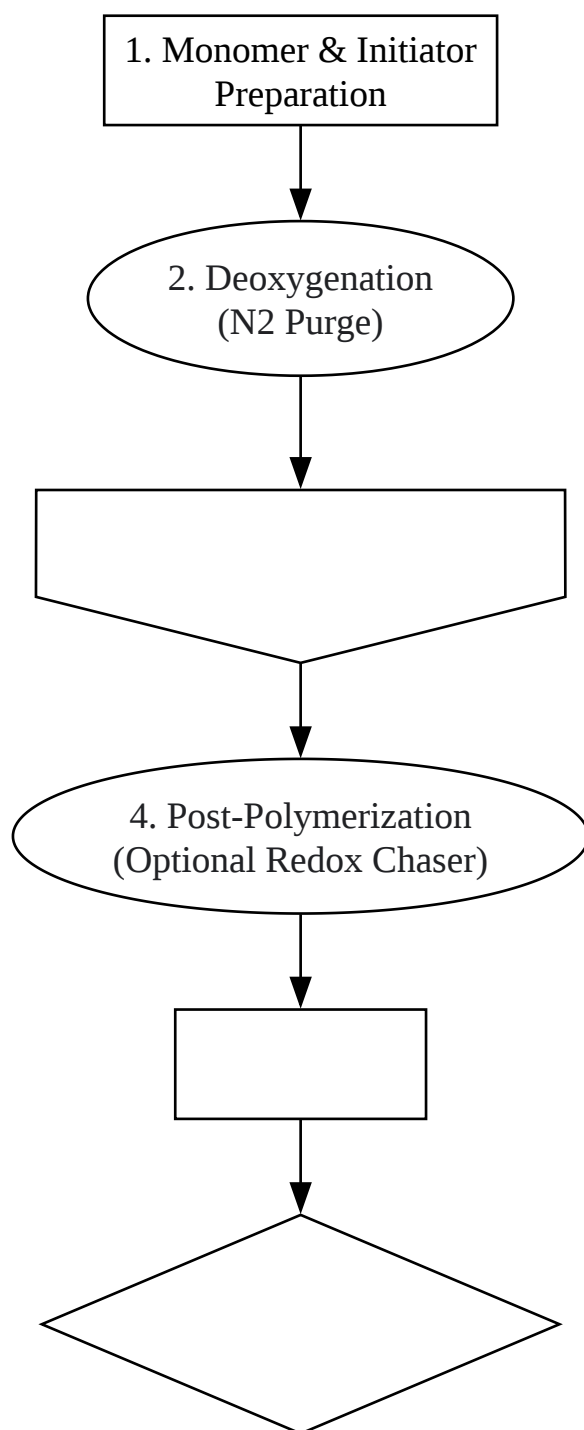 1. Monomer & Initiator
Preparation
2. Deoxygenation
(N2 Purge)
4. Post-Polymerization
(Optional Redox Chaser)